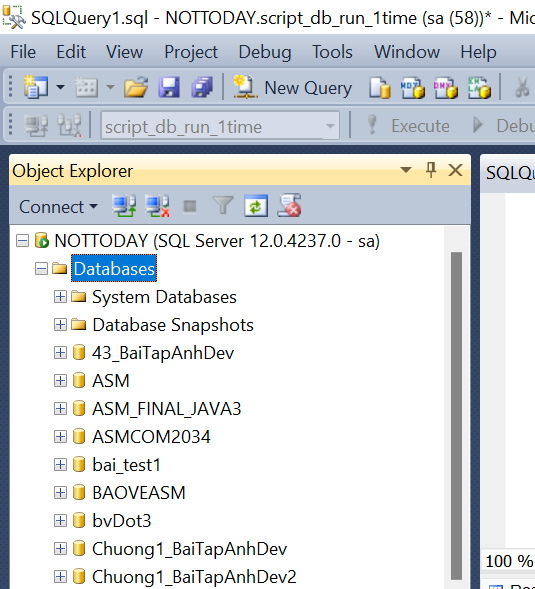 SQLQuery1.sql - NOTTODAY.script_db_run_1time (sa (58))* - Mic
File Edit View Project Debug Tools Window Help
New Query
script_db_run_1time Execute Debu
Object Explorer SQLQu
Connect
NOTTODAY (SQL Server 12.0.4237.0 - sa)
Databases
System Databases
Database Snapshots
43_BaiTapAnhDev
ASM
ASM_FINAL_JAVA3
ASMCOM2034
bai_test1
BAOVEASM
bvDot3
Chuong1_BaiTapAnhDev
100 %
Chuong1_BaiTapAnhDev2